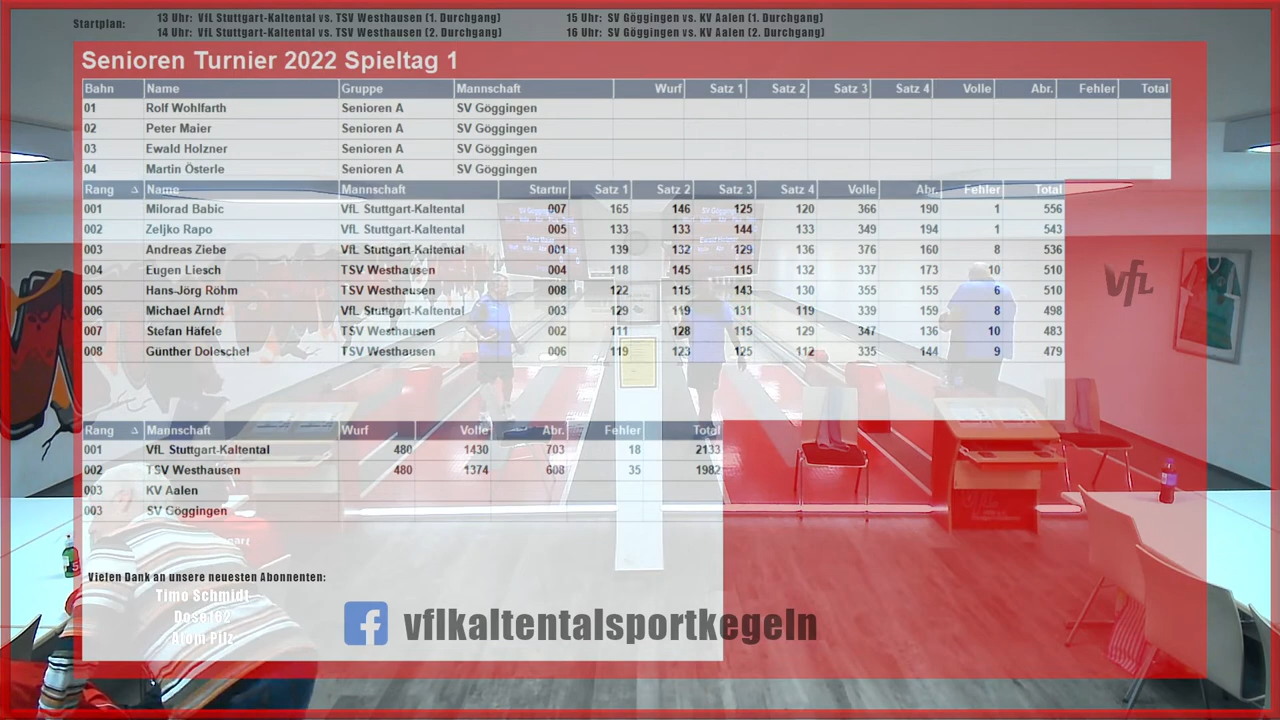 Startplan: 13 Uhr: VfL Stuttgart-Kaltental vs. TSV Westhausen (1. Durchgang) 15 Uhr: SV Göggingen vs. KV Aalen (1. Durchgang)
14 Uhr: VfL Stuttgart-Kaltental vs. TSV Westhausen (2. Durchgang) 16 Uhr: SV Göggingen vs. KV Aalen (2. Durchgang)
Senioren Turnier 2022 Spieltag 1
Bahn Name Gruppe Mannschaft Wurf Satz 1 Satz 2 Satz 3 Satz 4 Volle Abr. Fehler Total
01 Rolf Wohlfarth Senioren A SV Göggingen
02 Peter Maier Senioren A SV Göggingen
03 Ewald Holzner Senioren A SV Göggingen
04 Martin Österle Senioren A SV Göggingen
Rang Name Mannschaft Startnr Satz 1 Satz 2 Satz 3 Satz 4 Volle Abr. Fehler Total
001 Milorad Babic VfL Stuttgart-Kaltental 007 165 146 125 120 366 190 1 556
002 Zeljko Rapo VfL Stuttgart-Kaltental 005 133 133 144 133 349 194 1 543
003 Andreas Ziebe VfL Stuttgart-Kaltental 001 139 132 129 136 376 160 8 536
004 Eugen Liesch TSV Westhausen 004 118 145 115 132 337 173 10 510
005 Hans-Jörg Röhm TSV Westhausen 008 122 115 143 130 355 155 6 510
006 Michael Arndt VfL Stuttgart-Kaltental 003 129 119 131 119 339 159 8 498
007 Stefan Häfele TSV Westhausen 002 111 128 115 129 347 136 10 483
008 Günther Doleschel TSV Westhausen 006 119 123 125 112 335 144 9 479
VfL
Rang Mannschaft Wurf Volle Abr. Fehler Total
001 VfL Stuttgart-Kaltental 480 1430 703 18 2133
002 TSV Westhausen 480 1374 608 35 1982
003 KV Aalen
003 SV Göggingen
VfL
Vielen Dank an unsere neuesten Abonnenten:
Timo Schmidt
Dose162
Atom Pilz
f vflkaltentalsportkegeln